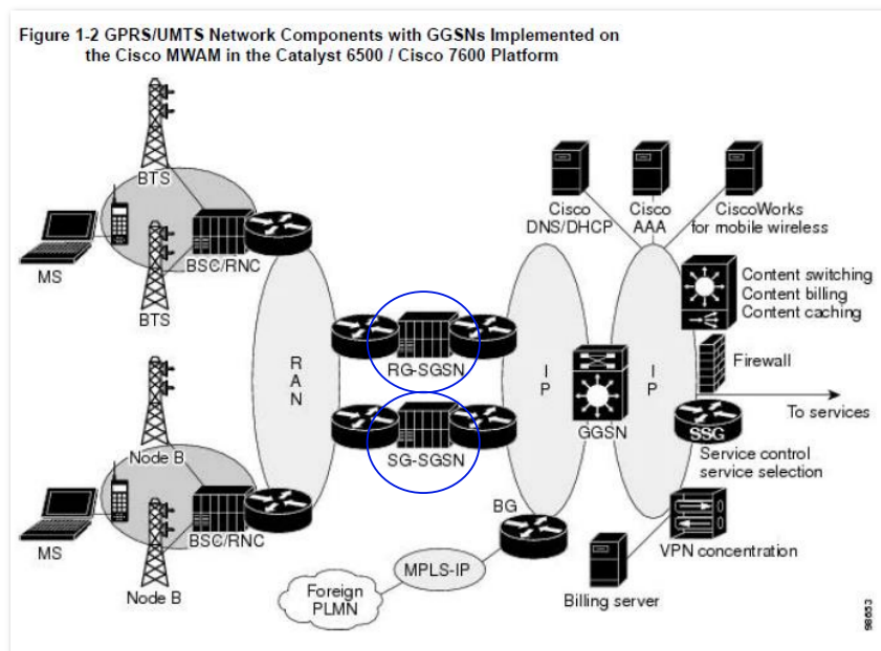 Figure 1-2 GPRS/UMTS Network Components with GGSNs Implemented on
the Cisco MWAM in the Catalyst 6500 / Cisco 7600 Platform
BTS
MS
BSC/RNC
BTS
Cisco
DNS/DHCP
Cisco
AAA
CiscoWorks
for mobile wireless
Content switching
Content billing
Content caching
RAN
RG-SGSN
IP
IP
Firewall
GGSN
To services
SG-SGSN
SSG
Service control
service selection
Node B
MS
BSC/RNC
Node B
BG
VPN concentration
MPLS-IP
Foreign
PLMN
Billing server
98653